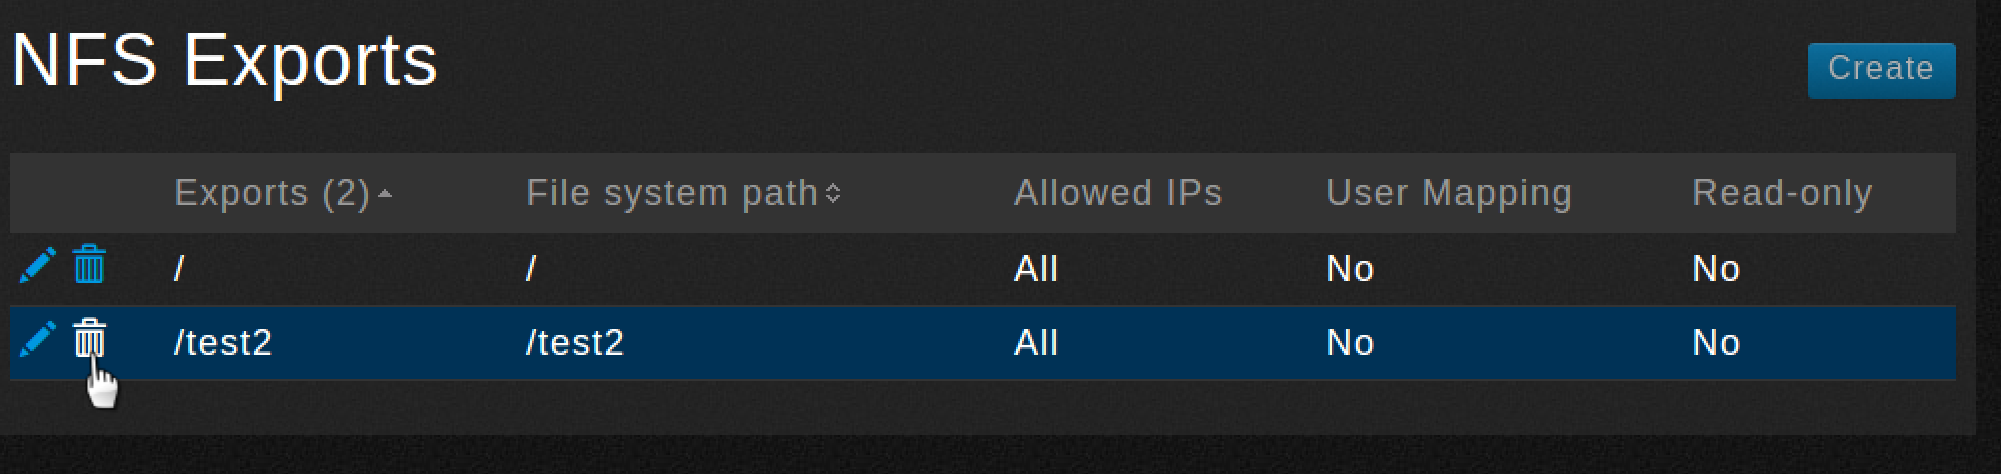 NFS Exports
Create
Exports (2) File system path Allowed IPs User Mapping Read-only
/ / All No No
/test2 /test2 All No No